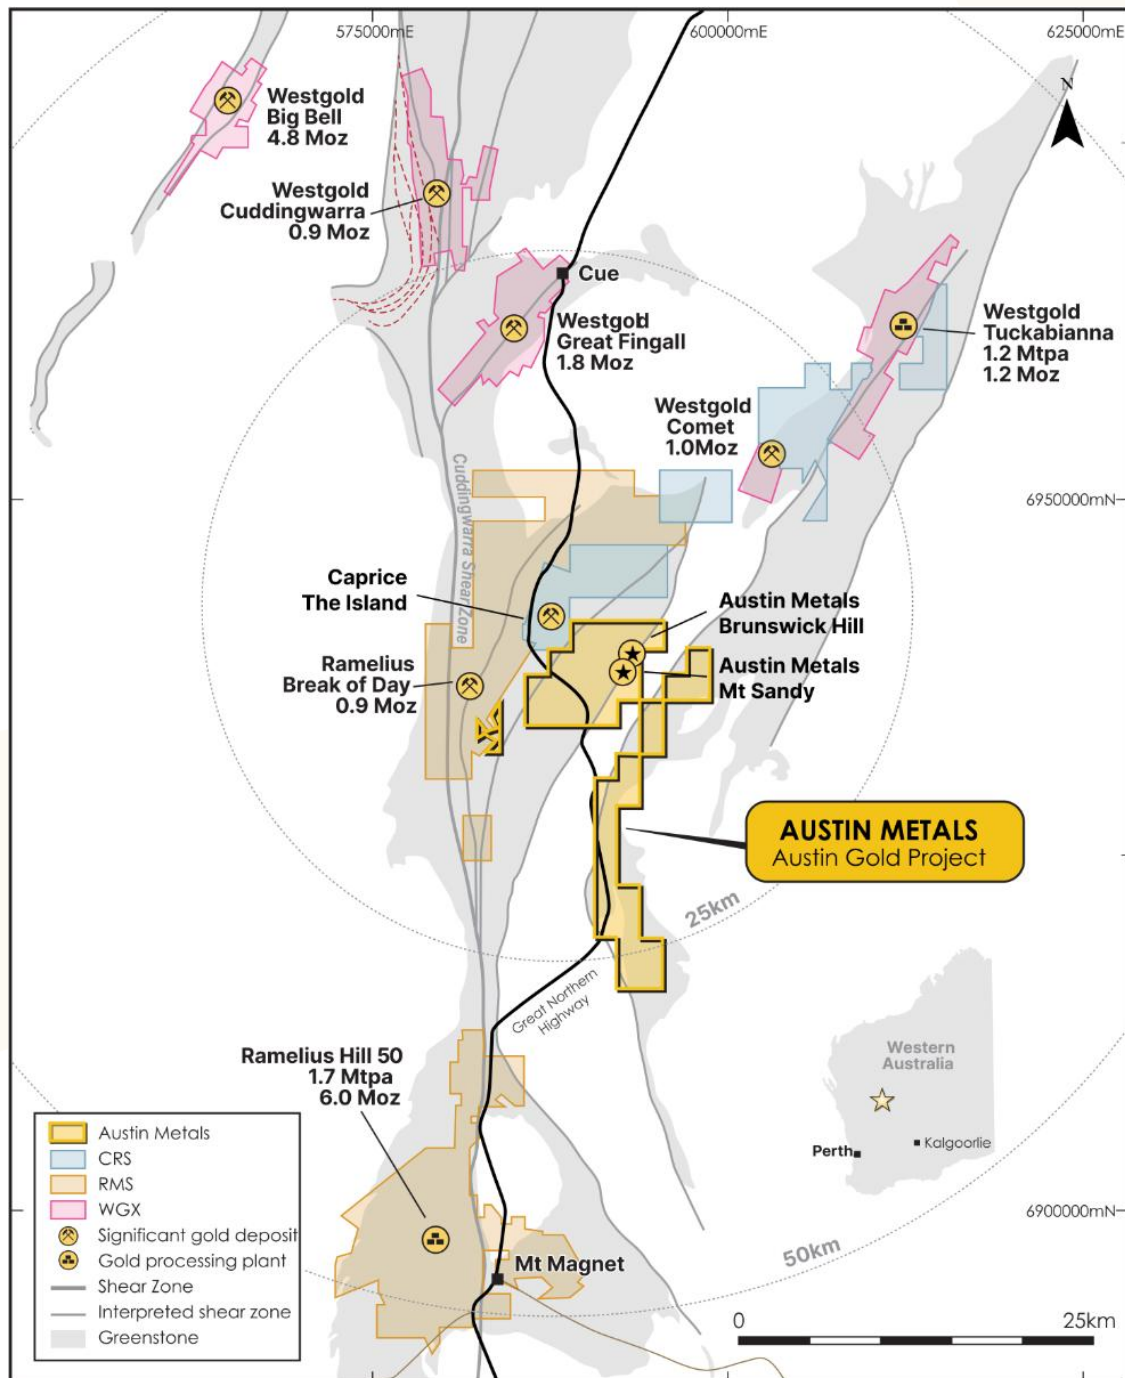 575000mE
600000mE
625000mE
N
Westgold
Big Bell
4.8 Moz
Westgold
Cuddingwarra
0.9 Moz
Cue
Westgold
Great Fingall
1.8 Moz
Westgold
Tuckabianna
1.2 Mtpa
1.2 Moz
Westgold
Comet
1.0Moz
Cuddingwarra Shear Zone
6950000mN
Caprice
The Island
Austin Metals
Brunswick Hill
Ramelius
Break of Day
0.9 Moz
Austin Metals
Mt Sandy
AUSTIN METALS
Austin Gold Project
25km
Great Northern
Highway
Ramelius Hill 50
1.7 Mtpa
6.0 Moz
Western
Australia
Perth
Kalgoorlie
Austin Metals
CRS
RMS
WGX
Significant gold deposit
Gold processing plant
Shear Zone
Interpreted shear zone
Greenstone
6900000mN
50km
Mt Magnet
0
25km